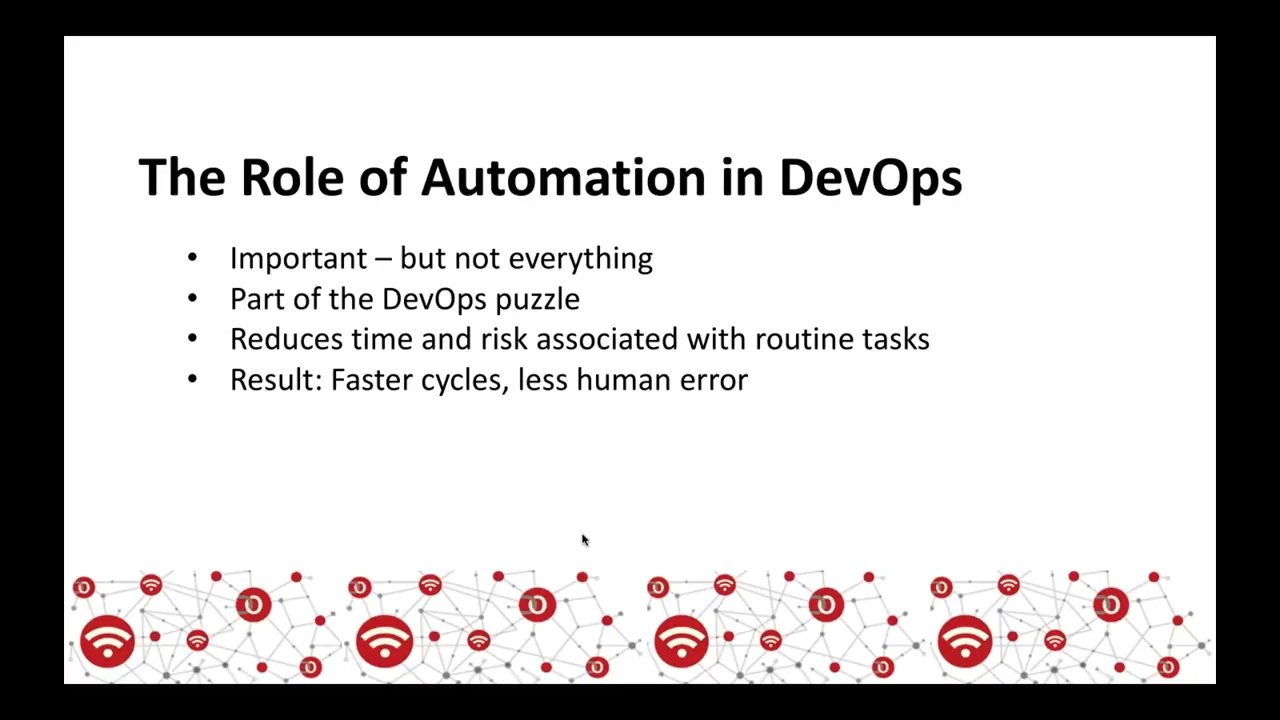 The Role of Automation in DevOps
• Important – but not everything
• Part of the DevOps puzzle
• Reduces time and risk associated with routine tasks
• Result: Faster cycles, less human error